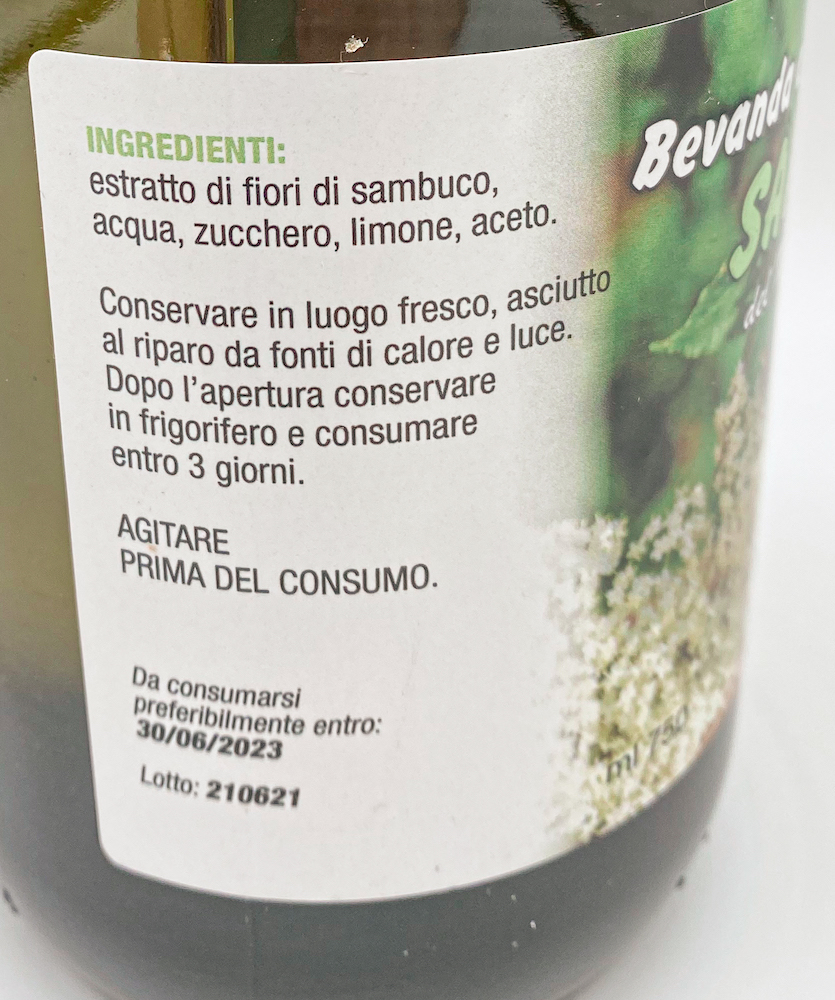 INGREDIENTI:
estratto di fiori di sambuco,
acqua, zucchero, limone, aceto.
Conservare in luogo fresco, asciutto
al riparo da fonti di calore e luce.
Dopo l'apertura conservare
in frigorifero e consumare
entro 3 giorni.
AGITARE
PRIMA DEL CONSUMO.
Da consumarsi
preferibilmente entro:
30/06/2023
Lotto: 210621
Bevanda
ml 750